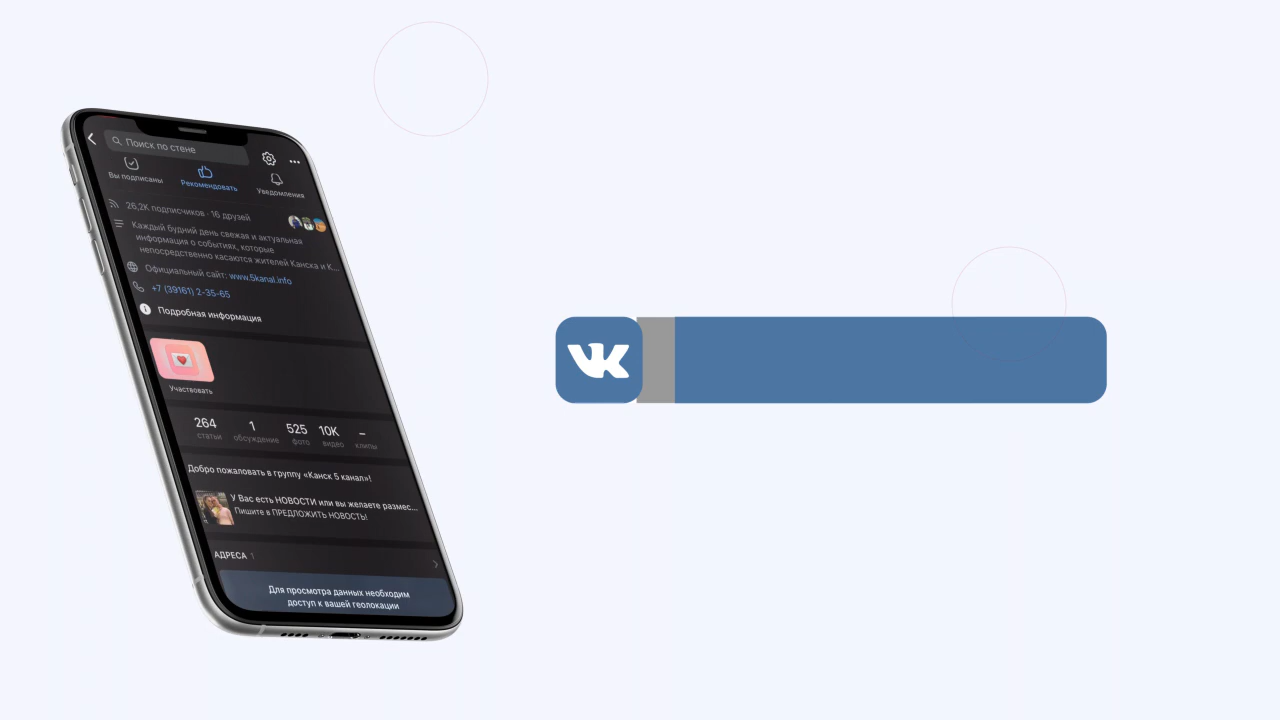 Поиск по стене
Вы подписаны
Рекомендовать
Уведомления
26,2K подписчиков · 16 друзей
Каждый будний день свежая и актуальная
информация о событиях, которые
непосредственно касаются жителей Канска и К...
Официальный сайт: www.5kanal.info
+7 (39161) 2-35-65
Подробная информация
Участвовать
264 1 525 10K –
статьи обсуждение фото видео клипы
Добро пожаловать в группу «Канск 5 канал»!
У Вас есть НОВОСТИ или вы желаете размес...
Пишите в ПРЕДЛОЖИТЬ НОВОСТЬ!
АДРЕСА 1
Для просмотра данных необходим
доступ к вашей геолокации